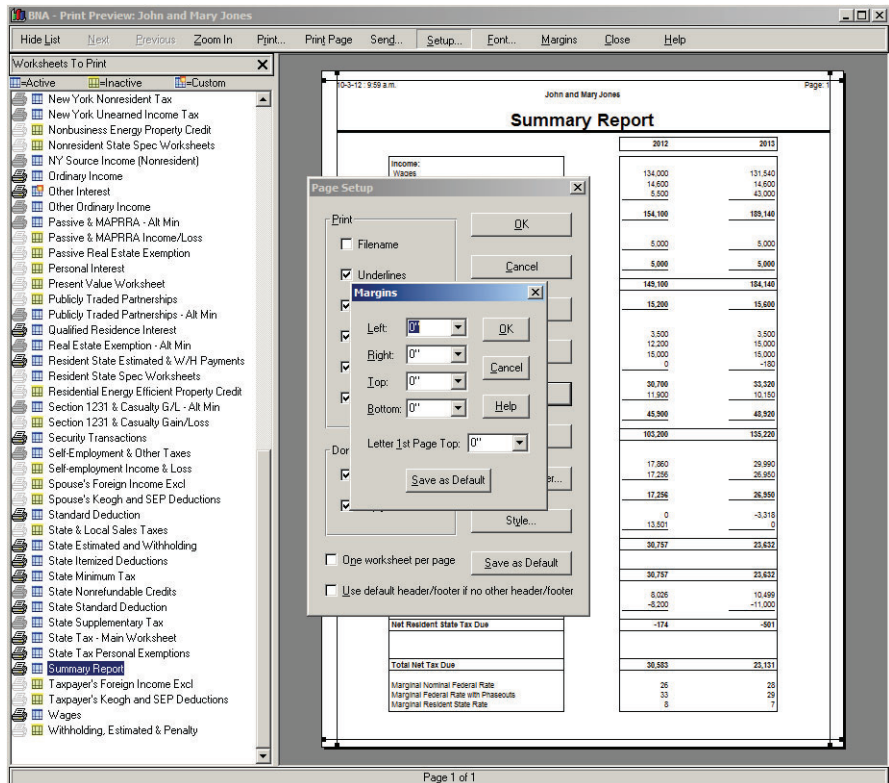 BNA - Print Preview: John and Mary Jones
Hide List Next Previous Zoom In Print... Print Page Send... Setup... Font... Margins Close Help
Worksheets To Print
=Active =Inactive =Custom
New York Nonresident Tax
New York Unearned Income Tax
Nonbusiness Energy Property Credit
Nonresident State Spec Worksheets
NY Source Income (Nonresident)
Ordinary Income
Other Interest
Other Ordinary Income
Passive & MAPRRA - Alt Min
Passive & MAPRRA Income/Loss
Passive Real Estate Exemption
Personal Interest
Present Value Worksheet
Publicly Traded Partnerships
Publicly Traded Partnerships - Alt Min
Qualified Residence Interest
Real Estate Exemption - Alt Min
Resident State Estimated & W/H Payments
Resident State Spec Worksheets
Residential Energy Efficient Property Credit
Section 1231 & Casualty G/L - Alt Min
Section 1231 & Casualty Gain/Loss
Security Transactions
Self-Employment & Other Taxes
Self-employment Income & Loss
Spouse's Foreign Income Excl
Spouse's Keogh and SEP Deductions
Standard Deduction
State & Local Sales Taxes
State Estimated and Withholding
State Itemized Deductions
State Minimum Tax
State Nonrefundable Credits
State Standard Deduction
State Supplementary Tax
State Tax - Main Worksheet
State Tax Personal Exemptions
Summary Report
Taxpayer's Foreign Income Excl
Taxpayer's Keogh and SEP Deductions
Wages
Withholding, Estimated & Penalty
10-3-12 : 9:59 a.m. Page: 1
John and Mary Jones
Summary Report
2012 2013
Income:
Wages 134,000 131,540
14,600 14,600
5,500 43,000
154,100 189,140
5,000 5,000
5,000 5,000
149,100 184,140
15,200 15,600
3,500 3,500
12,200 15,000
15,000 15,000
0 -180
30,700 33,320
11,900 10,150
45,900 48,920
103,200 135,220
17,860 29,990
17,256 26,950
17,256 26,950
0 -3,318
13,501 0
30,757 23,632
30,757 23,632
8,026 10,499
-8,200 -11,000
Net Resident State Tax Due -174 -501
Total Net Tax Due 30,583 23,131
Marginal Nominal Federal Rate 26 28
Marginal Federal Rate with Phaseouts 33 29
Marginal Resident State Rate 8 7
Page Setup
Print
Filename
Underlines
OK
Cancel
Style...
One worksheet per page
Save as Default
Use default header/footer if no other header/footer
Margins
Left: 0" OK
Right: 0"
Cancel
Top: 0"
Bottom: 0" Help
Letter 1st Page Top: 0"
Save as Default
Page 1 of 1